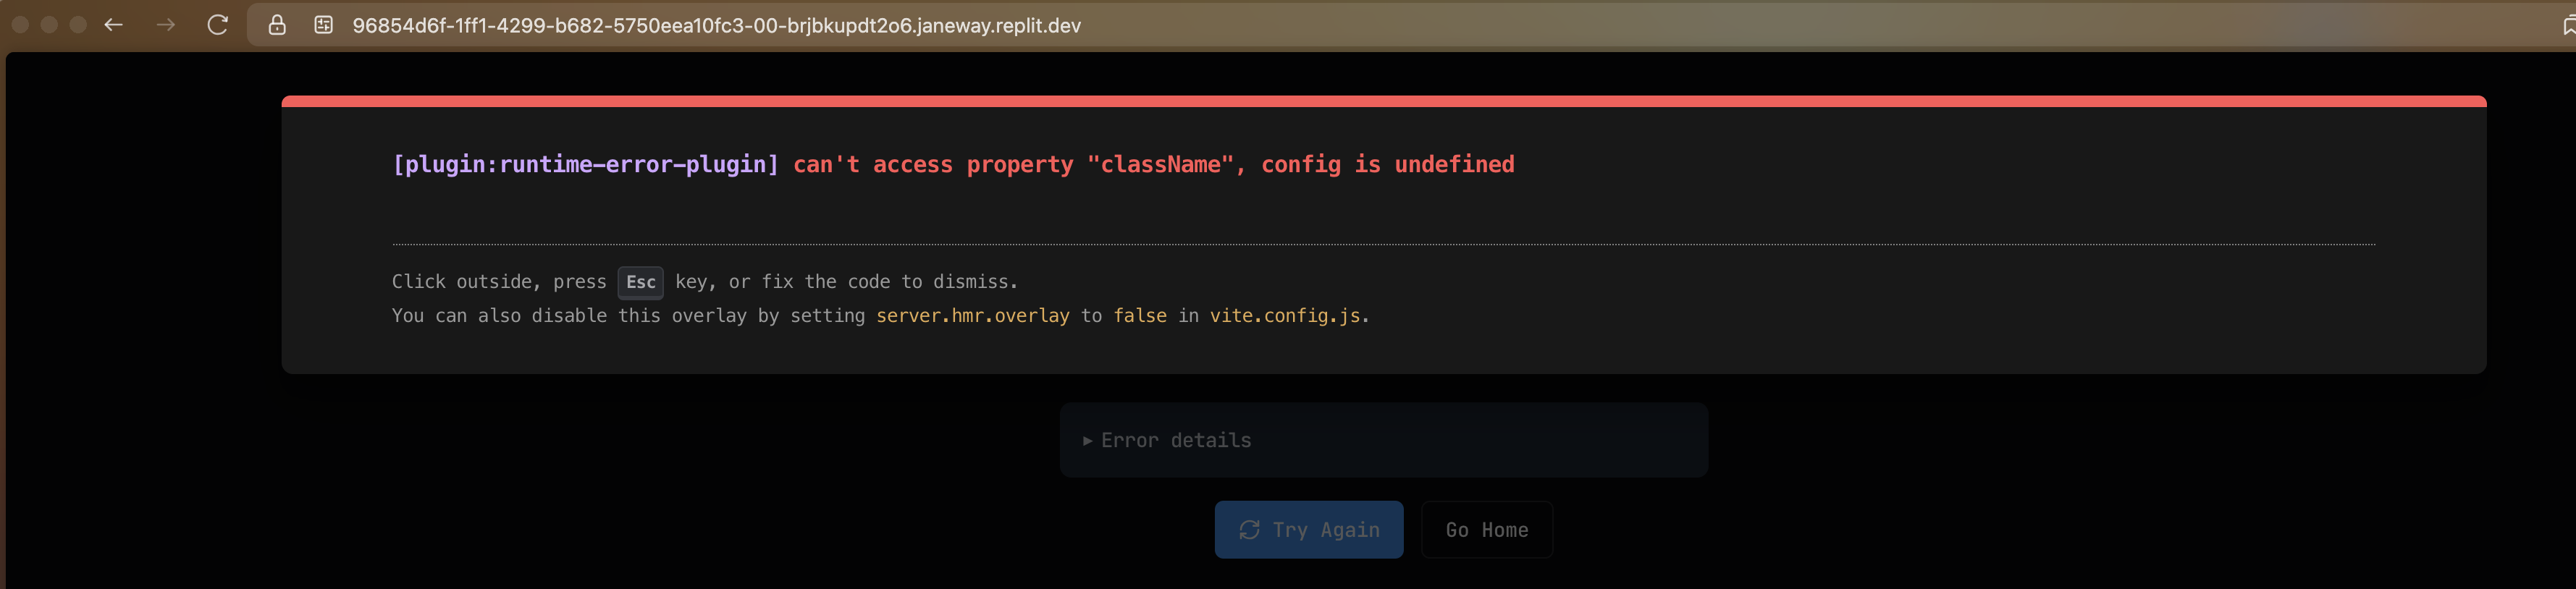 96854d6f-1ff1-4299-b682-5750eea10fc3-00-brjbkupdt2o6.janeway.replit.dev
[plugin:runtime-error-plugin] can't access property "className", config is undefined
Click outside, press Esc key, or fix the code to dismiss.
You can also disable this overlay by setting server.hmr.overlay to false in vite.config.js.
Error details
Try Again
Go Home